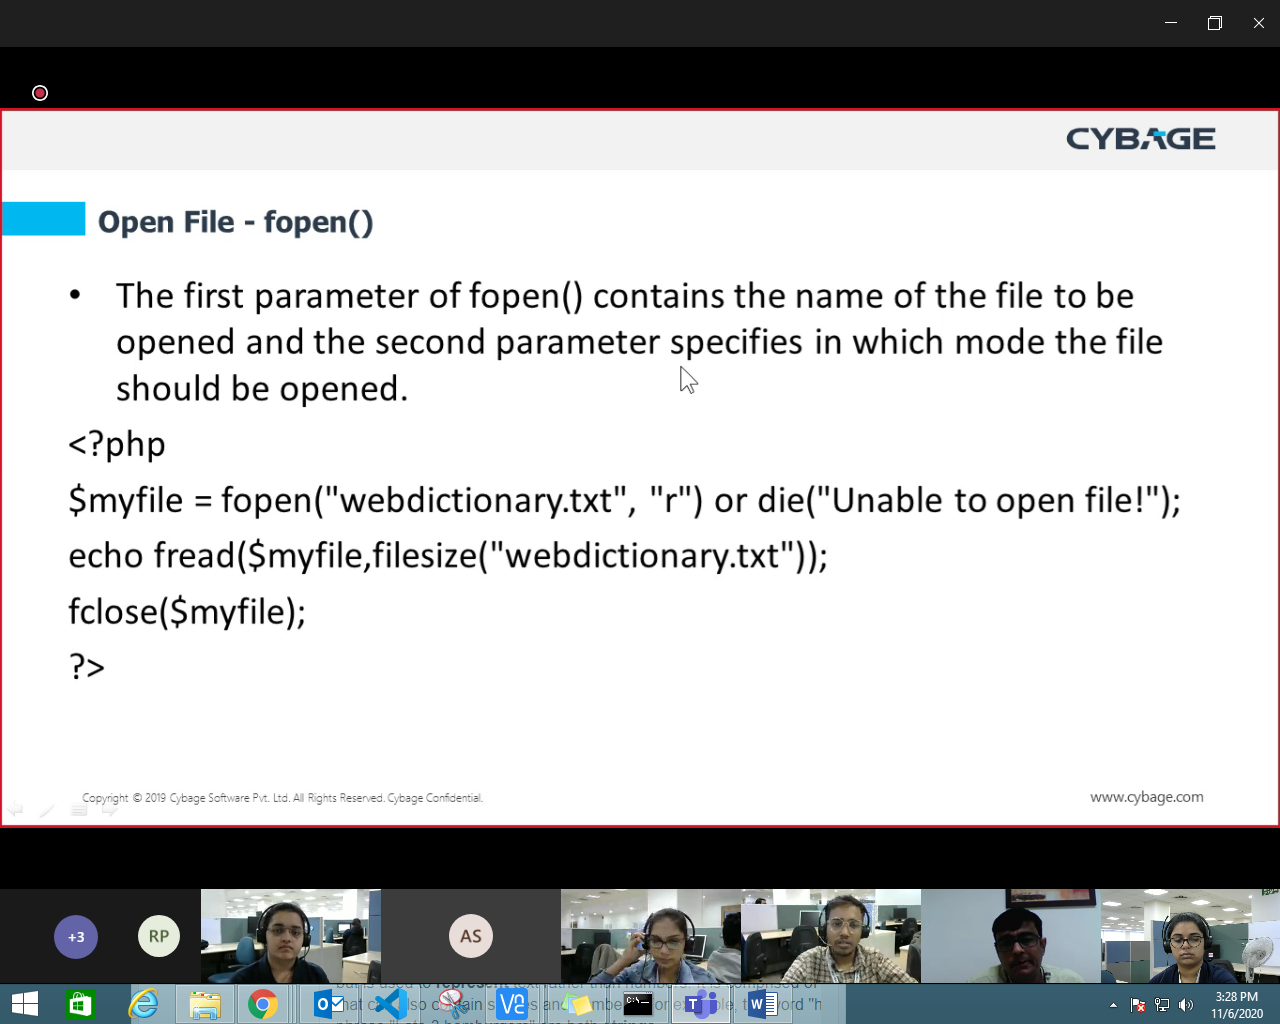 CYBAGE
Open File - fopen()
• The first parameter of fopen() contains the name of the file to be
opened and the second parameter specifies in which mode the file
should be opened.
<?php
$myfile = fopen("webdictionary.txt", "r") or die("Unable to open file!");
echo fread($myfile,filesize("webdictionary.txt"));
fclose($myfile);
?>
Copyright © 2019 Cybage Software Pvt. Ltd. All Rights Reserved. Cybage Confidential.
www.cybage.com
+3
RP
AS
3:28 PM
11/6/2020